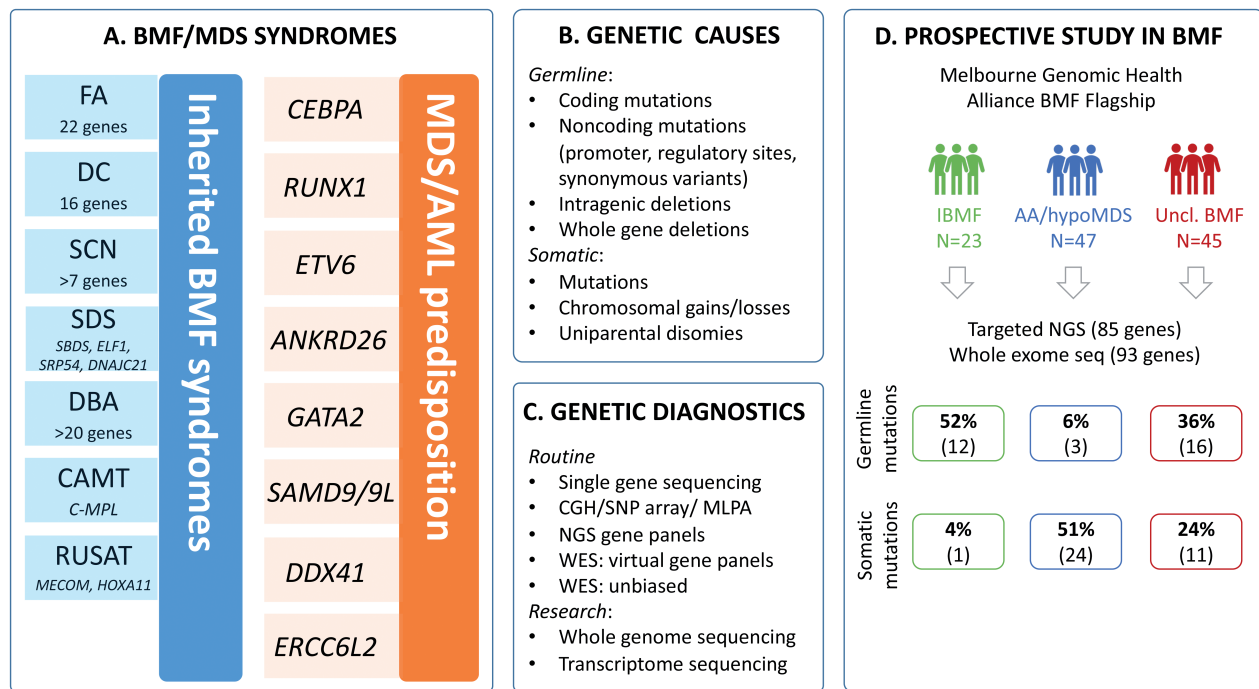 A. BMF/MDS SYNDROMES
FA
22 genes
DC
16 genes
SCN
>7 genes
SDS
SBDS, ELF1,
SRP54, DNAJC21
DBA
>20 genes
CAMT
C-MPL
RUSAT
MECOM, HOXA11
Inherited BMF syndromes
CEBPA
RUNX1
ETV6
ANKRD26
GATA2
SAMD9/9L
DDX41
ERCC6L2
MDS/AML predisposition
B. GENETIC CAUSES
Germline:
• Coding mutations
• Noncoding mutations
(promoter, regulatory sites,
synonymous variants)
• Intragenic deletions
• Whole gene deletions
Somatic:
• Mutations
• Chromosomal gains/losses
• Uniparental disomies
C. GENETIC DIAGNOSTICS
Routine
• Single gene sequencing
• CGH/SNP array/ MLPA
• NGS gene panels
• WES: virtual gene panels
• WES: unbiased
Research:
• Whole genome sequencing
• Transcriptome sequencing
D. PROSPECTIVE STUDY IN BMF
Melbourne Genomic Health
Alliance BMF Flagship
IBMF
N=23
AA/hypoMDS
N=47
Uncl. BMF
N=45
Targeted NGS (85 genes)
Whole exome seq (93 genes)
Germline
mutations
52%
(12)
6%
(3)
36%
(16)
Somatic
mutations
4%
(1)
51%
(24)
24%
(11)